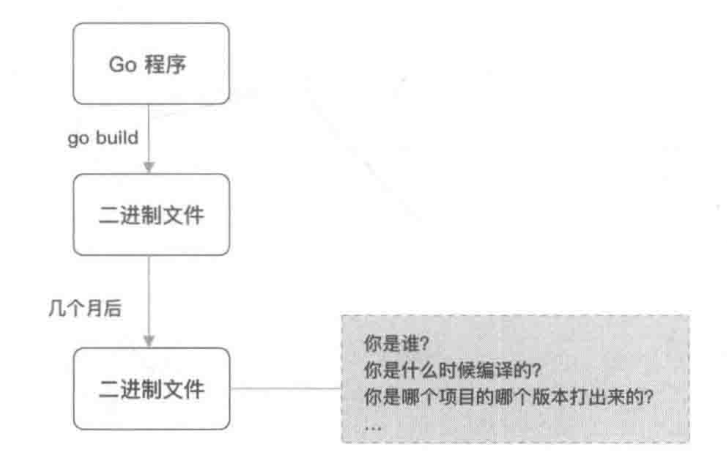 Go 程序
go build
二进制文件
几个月后
二进制文件
你是谁?
你是什么时候编译的?
你是哪个项目的哪个版本打出来的?
...